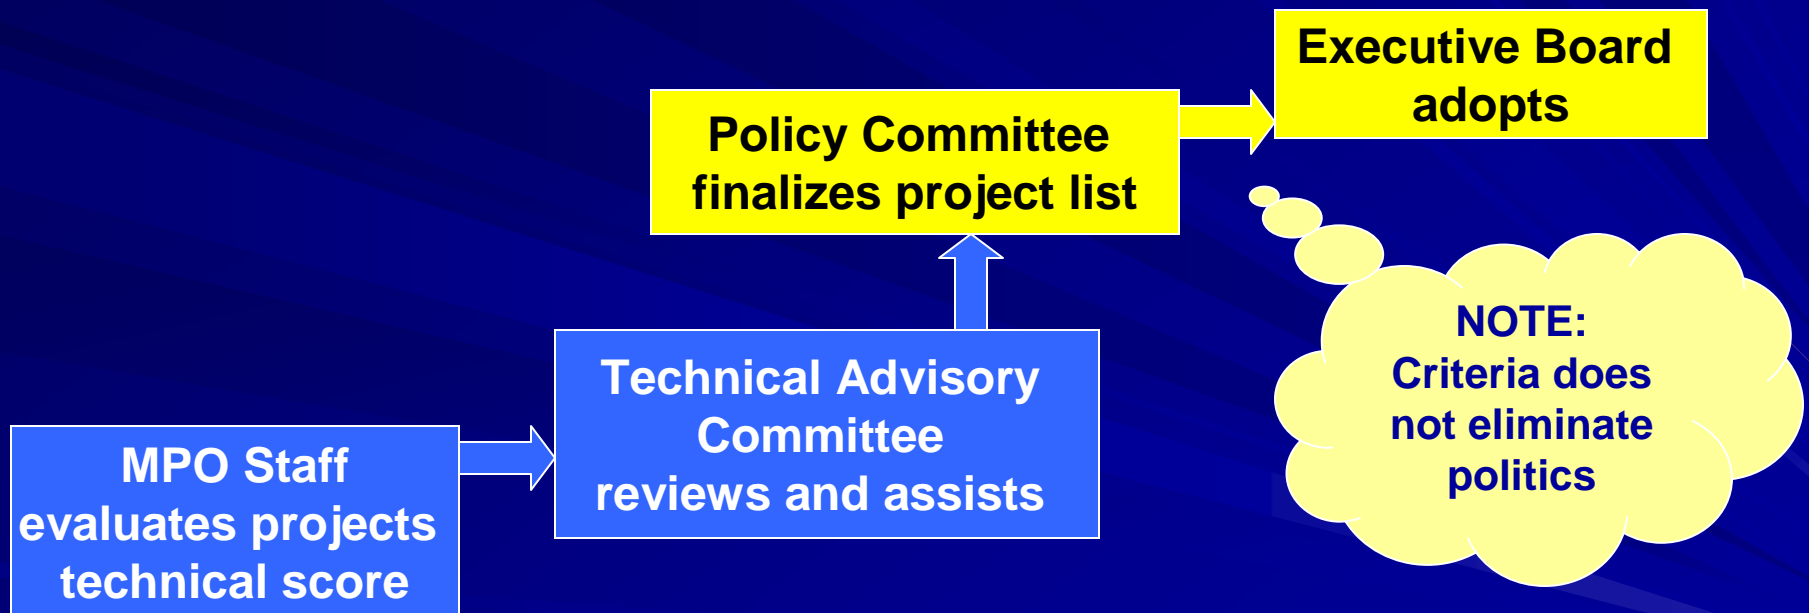 Executive Board
adopts
Policy Committee
finalizes project list
NOTE:
Criteria does
not eliminate
politics
Technical Advisory
Committee
reviews and assists
MPO Staff
evaluates projects
technical score